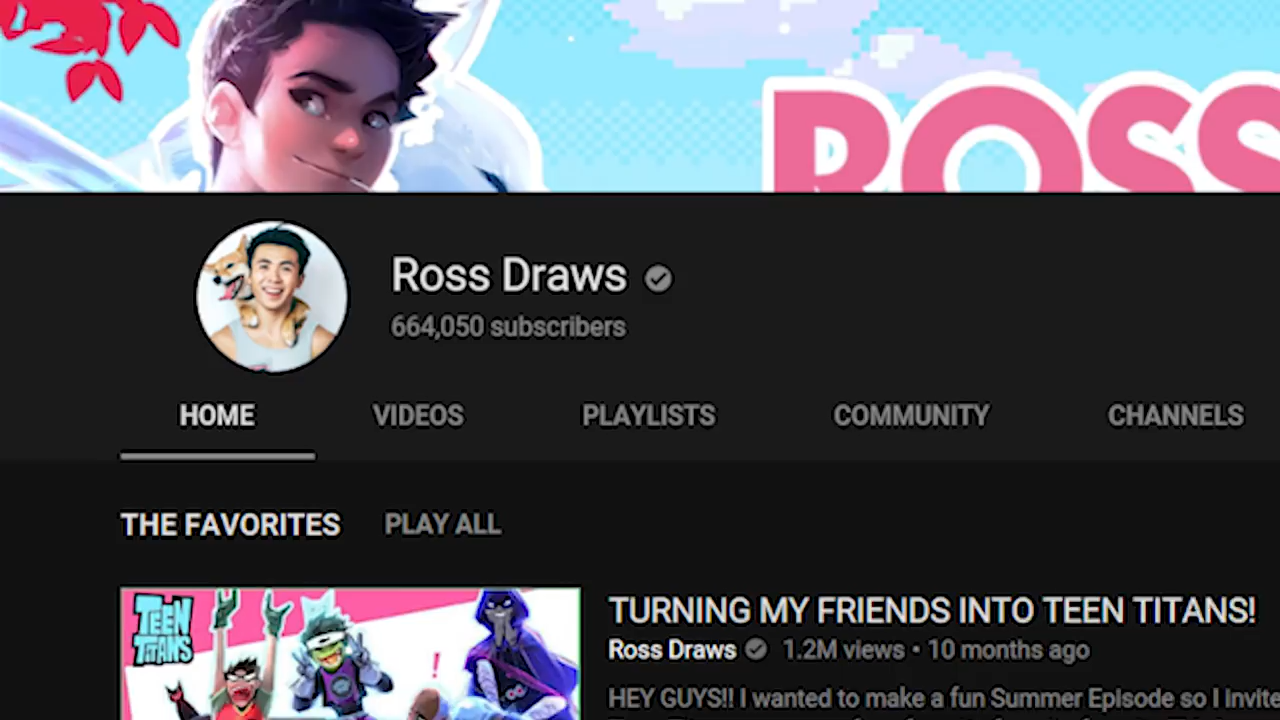 ROSS
Ross Draws
664,050 subscribers
HOME VIDEOS PLAYLISTS COMMUNITY CHANNELS
THE FAVORITES PLAY ALL
TEEN
TITANS
TURNING MY FRIENDS INTO TEEN TITANS!
Ross Draws 1.2M views • 10 months ago
HEY GUYS!! I wanted to make a fun Summer Episode so I invite